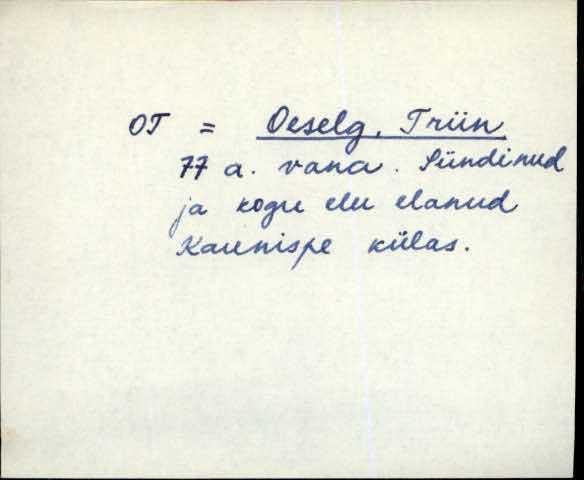 OT = Oeselg, Triin
77 a. vana. Sündinud
ja kogu elu elanud
Kaunispe külas.